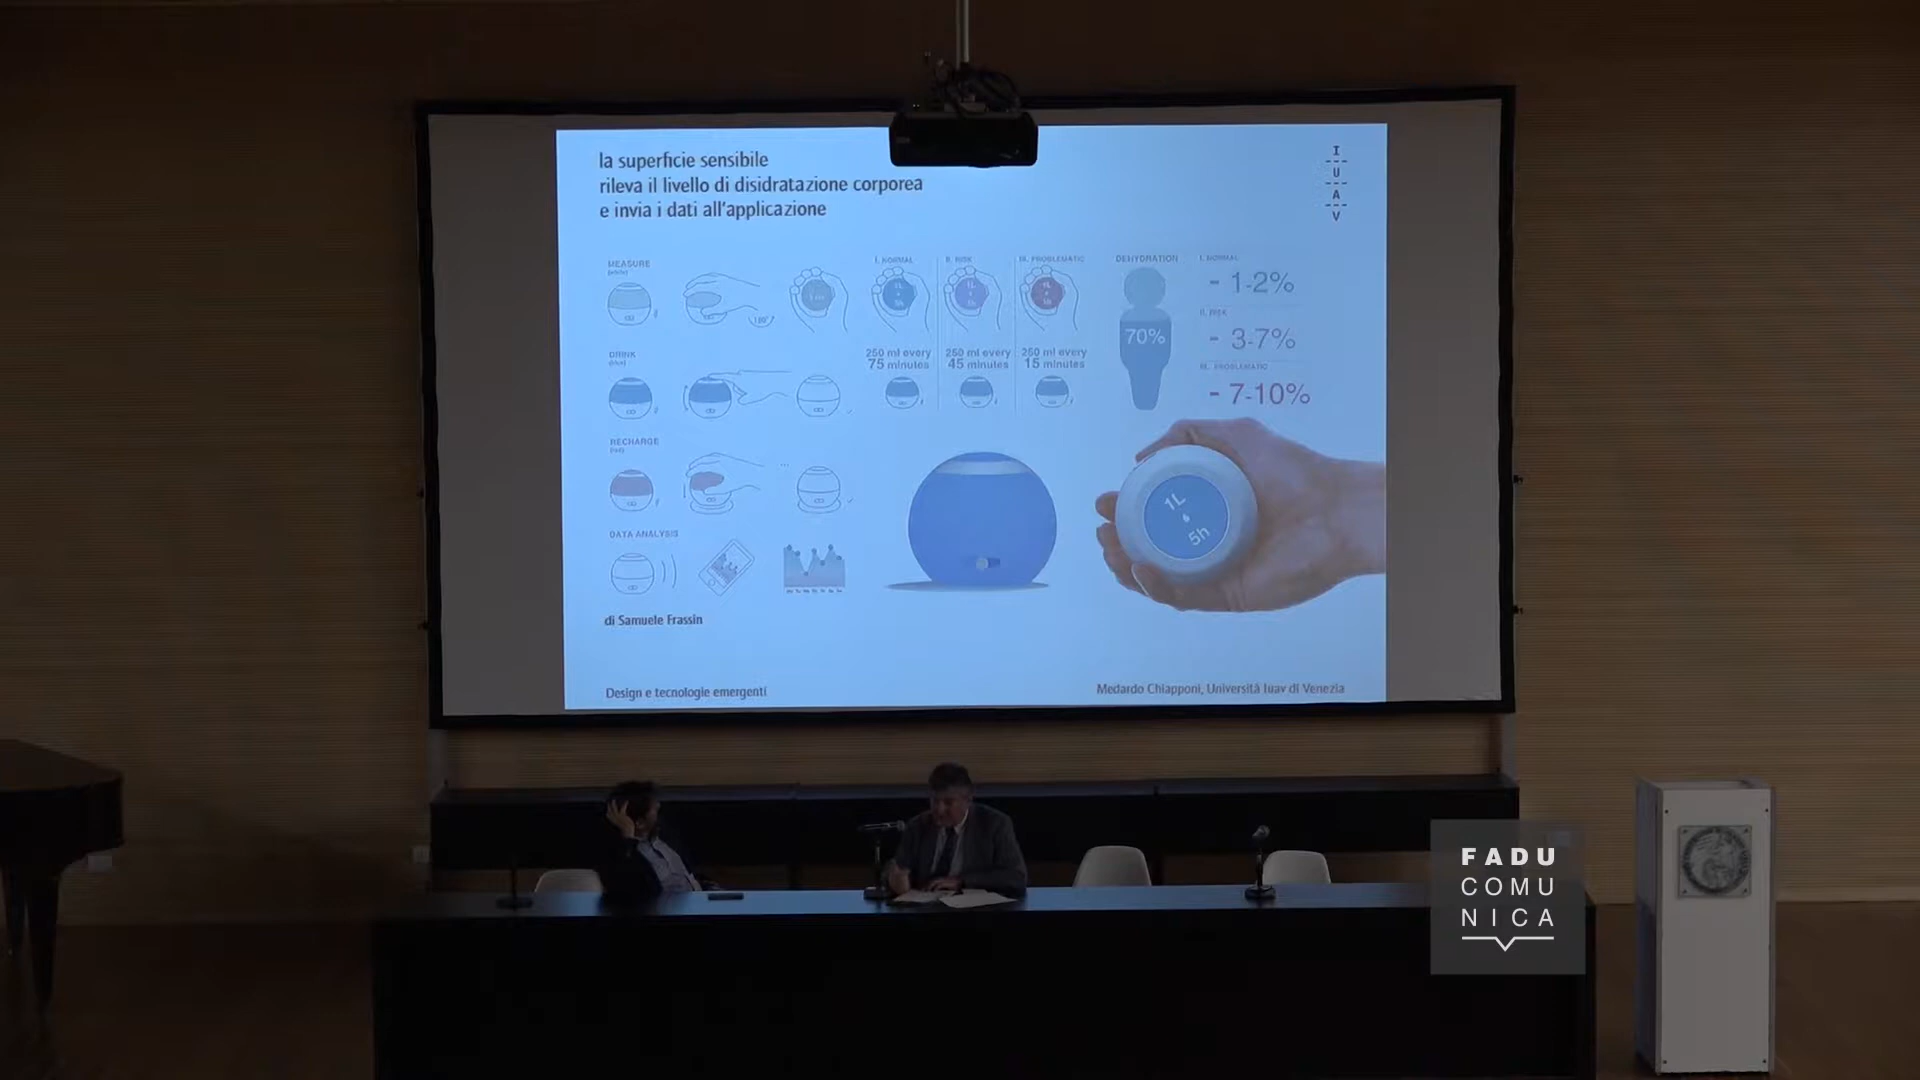 la superficie sensibile
rileva il livello di disidratazione corporea
e invia i dati all'applicazione
I
U
A
V
MEASURE
I. NORMAL
II. RISK
III. PROBLEMATIC
DEHYDRATION
I. NORMAL
- 1-2%
70%
II. RISK
- 3-7%
DRINK
250 ml every
75 minutes
250 ml every
45 minutes
250 ml every
15 minutes
III. PROBLEMATIC
- 7-10%
RECHARGE
1L
5h
DATA ANALYSIS
di Samuele Frassin
Design e tecnologie emergenti
Medardo Chiapponi, Università Iuav di Venezia
FADU
COMU
NICA